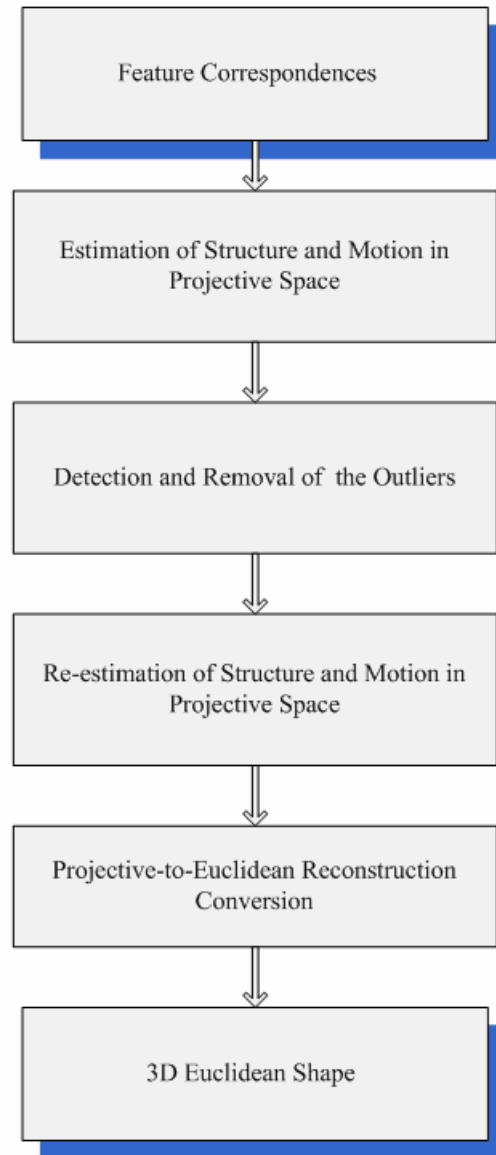 Feature Correspondences
Estimation of Structure and Motion in
Projective Space
Detection and Removal of the Outliers
Re-estimation of Structure and Motion in
Projective Space
Projective-to-Euclidean Reconstruction
Conversion
3D Euclidean Shape